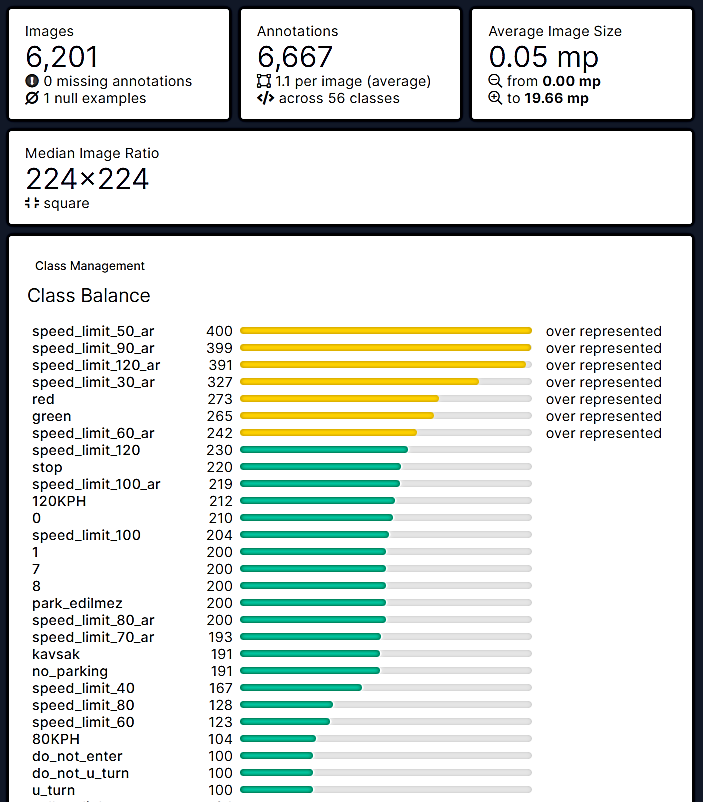 Images
6,201
0 missing annotations
1 null examples
Annotations
6,667
1.1 per image (average)
across 56 classes
Average Image Size
0.05 mp
from 0.00 mp
to 19.66 mp
Median Image Ratio
224×224
square
Class Management
Class Balance
speed_limit_50_ar 400 over represented
speed_limit_90_ar 399 over represented
speed_limit_120_ar 391 over represented
speed_limit_30_ar 327 over represented
red 273 over represented
green 265 over represented
speed_limit_60_ar 242 over represented
speed_limit_120 230
stop 220
speed_limit_100_ar 219
120KPH 212
0 210
speed_limit_100 204
1 200
7 200
8 200
park_edilmez 200
speed_limit_80_ar 200
speed_limit_70_ar 193
kavsak 191
no_parking 191
speed_limit_40 167
speed_limit_80 128
speed_limit_60 123
80KPH 104
do_not_enter 100
do_not_u_turn 100
u_turn 100